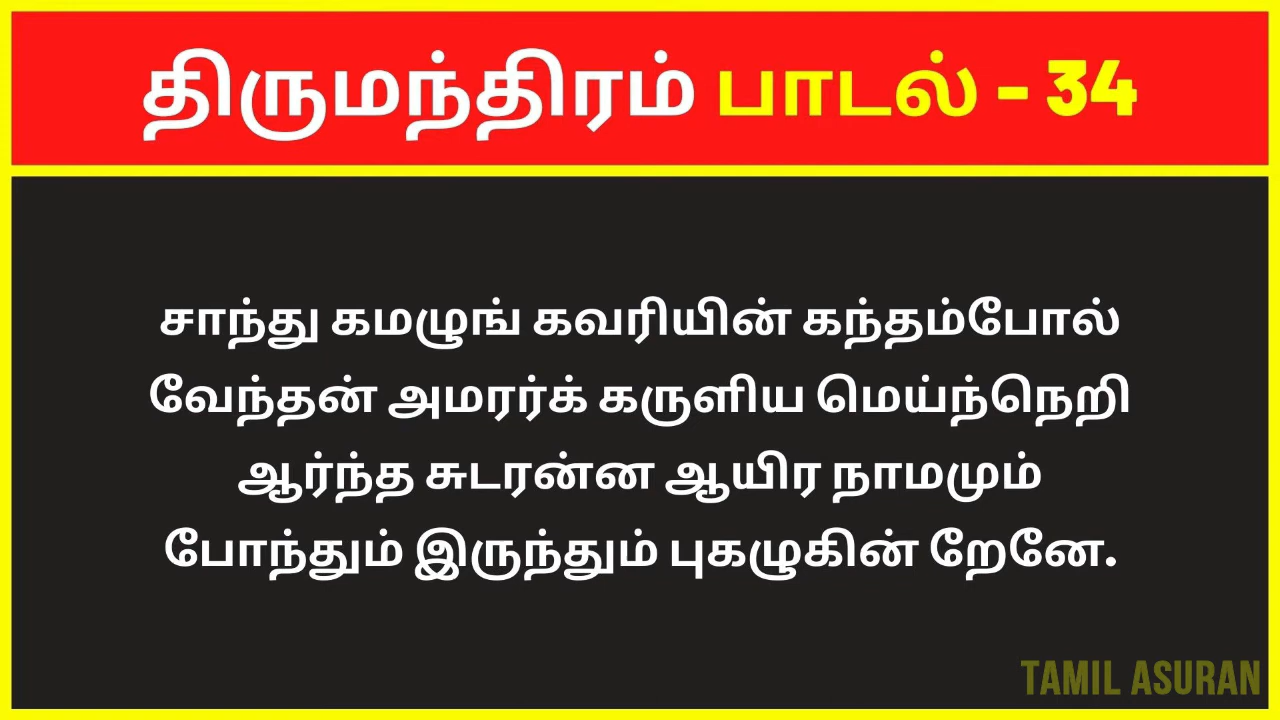 திருமந்திரம் பாடல் - 34
சாந்து கமழுங் கவரியின் கந்தம்போல்
வேந்தன் அமரர்க் கருளிய மெய்ந்நெறி
ஆர்ந்த சுடரன்ன ஆயிர நாமமும்
போந்தும் இருந்தும் புகழுகின் றேனே.
TAMIL ASURAN